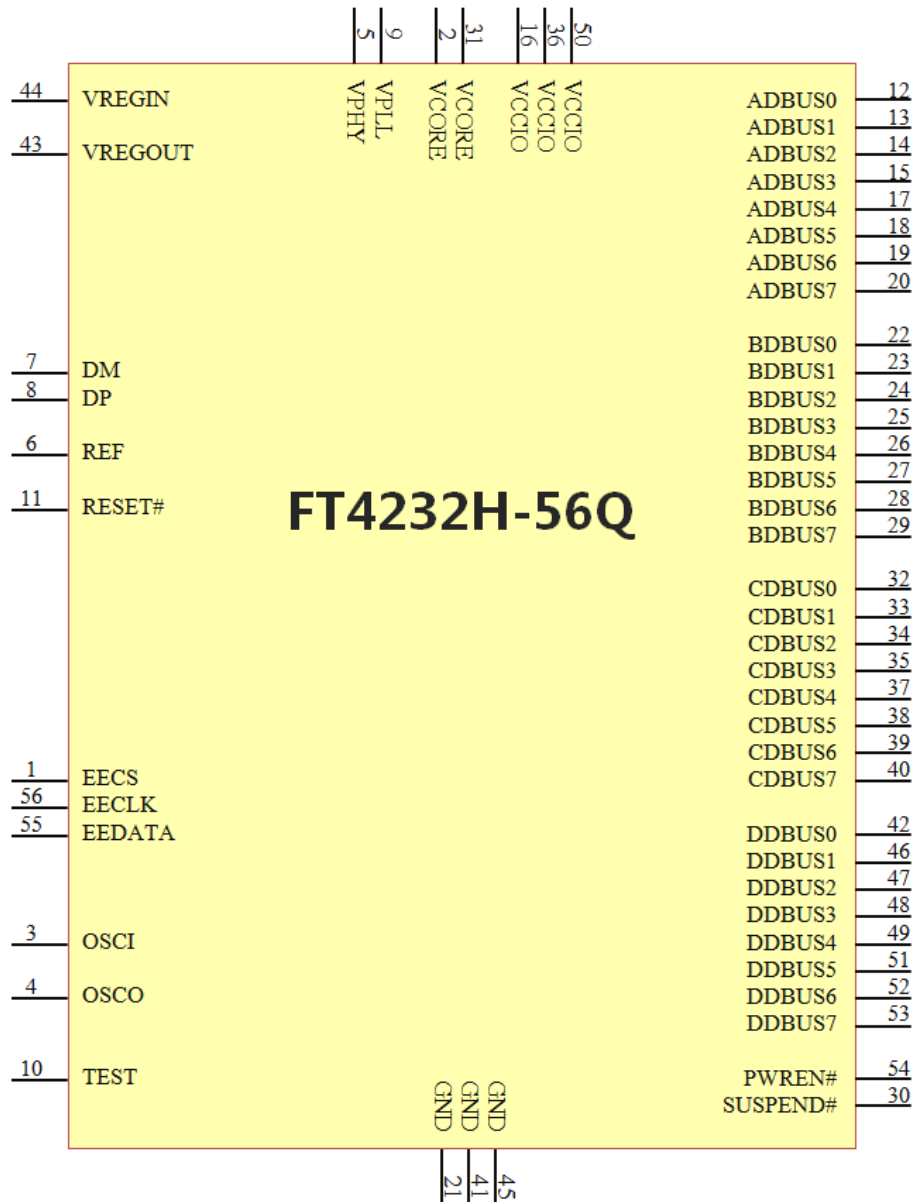 5 9 2 31 16 36 50
VPHY VPLL VCORE VCORE VCCIO VCCIO VCCIO
44 VREGIN
43 VREGOUT
7 DM
8 DP
6 REF
11 RESET#
1 EECS
56 EECLK
55 EEDATA
3 OSCI
4 OSCO
10 TEST
FT4232H-56Q
ADBUS0 12
ADBUS1 13
ADBUS2 14
ADBUS3 15
ADBUS4 17
ADBUS5 18
ADBUS6 19
ADBUS7 20
BDBUS0 22
BDBUS1 23
BDBUS2 24
BDBUS3 25
BDBUS4 26
BDBUS5 27
BDBUS6 28
BDBUS7 29
CDBUS0 32
CDBUS1 33
CDBUS2 34
CDBUS3 35
CDBUS4 37
CDBUS5 38
CDBUS6 39
CDBUS7 40
DDBUS0 42
DDBUS1 46
DDBUS2 47
DDBUS3 48
DDBUS4 49
DDBUS5 51
DDBUS6 52
DDBUS7 53
PWREN# 54
SUSPEND# 30
GND GND GND
21 41 45